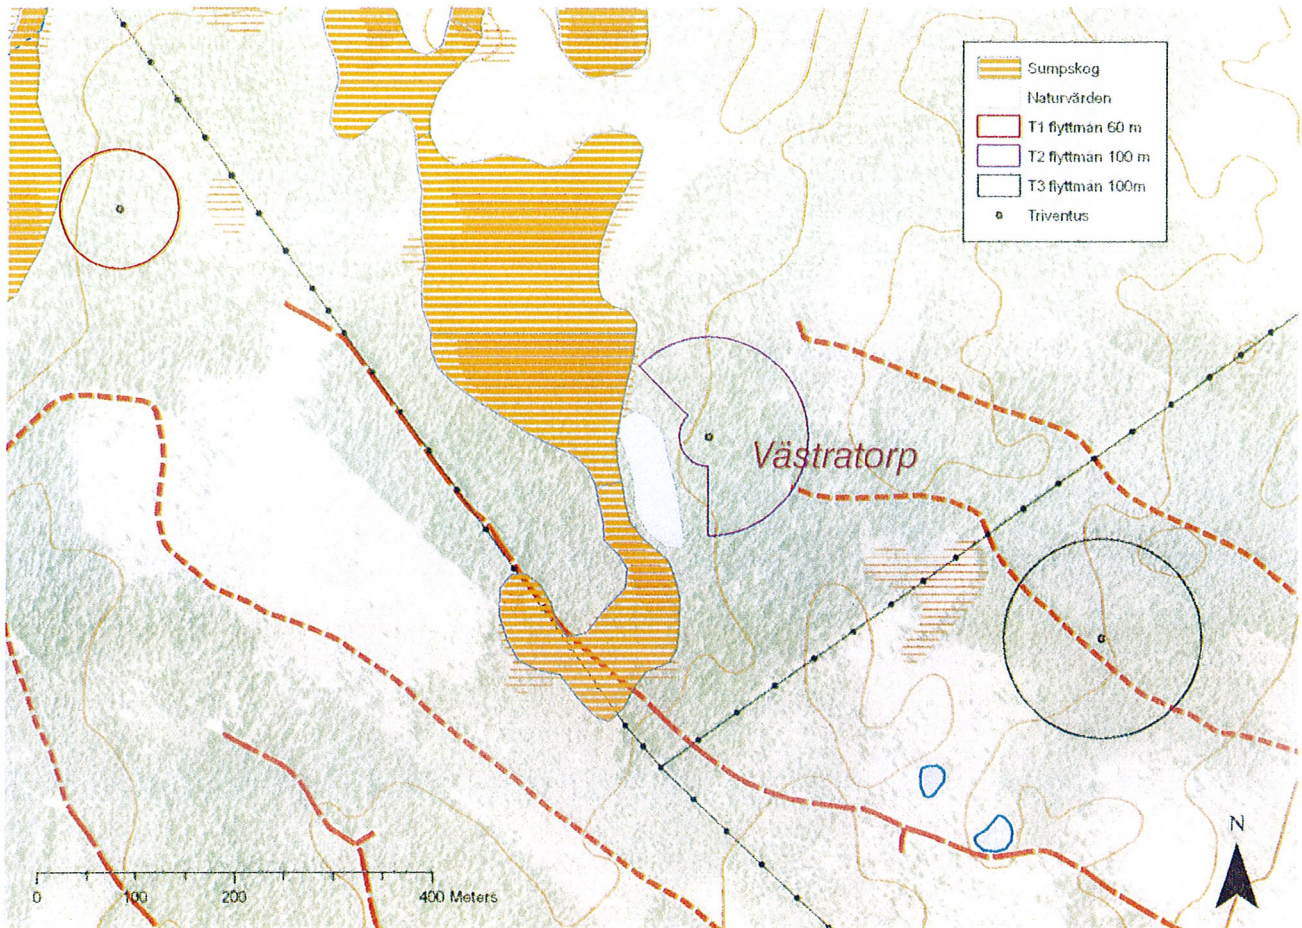 Sumpskog
Naturvärden
T1 flyttmån 60 m
T2 flyttmån 100 m
T3 flyttmån 100m
Triventus
Västratorp
N
0 100 200 400 Meters